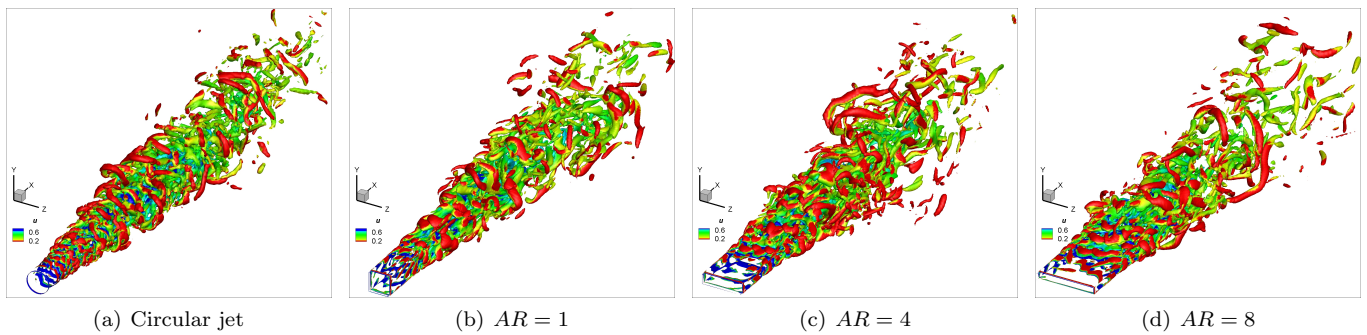 Y
X
Z
u
0.6
0.2
Y
X
Z
u
0.6
0.2
Y
X
Z
u
0.6
0.2
Y
X
Z
u
0.6
0.2
(a) Circular jet
(b) AR = 1
(c) AR = 4
(d) AR = 8